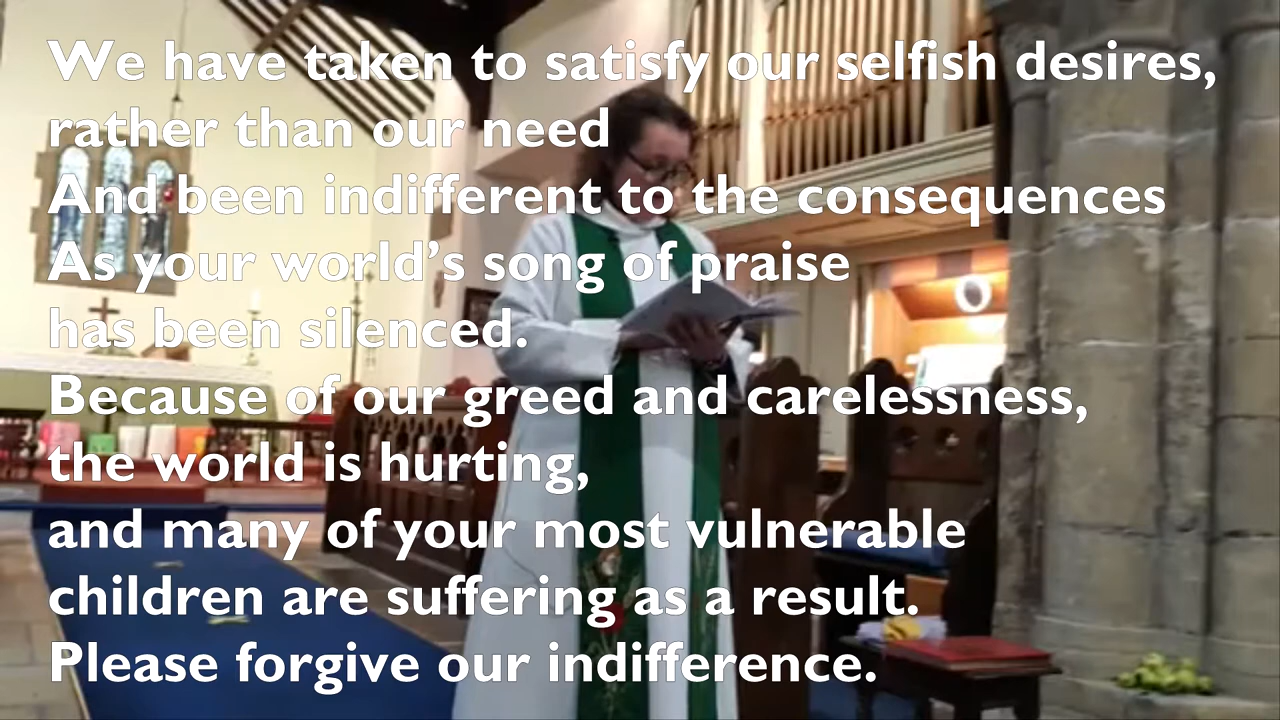 We have taken to satisfy our selfish desires,
rather than our need
And been indifferent to the consequences
As your world’s song of praise
has been silenced.
Because of our greed and carelessness,
the world is hurting,
and many of your most vulnerable
children are suffering as a result.
Please forgive our indifference.